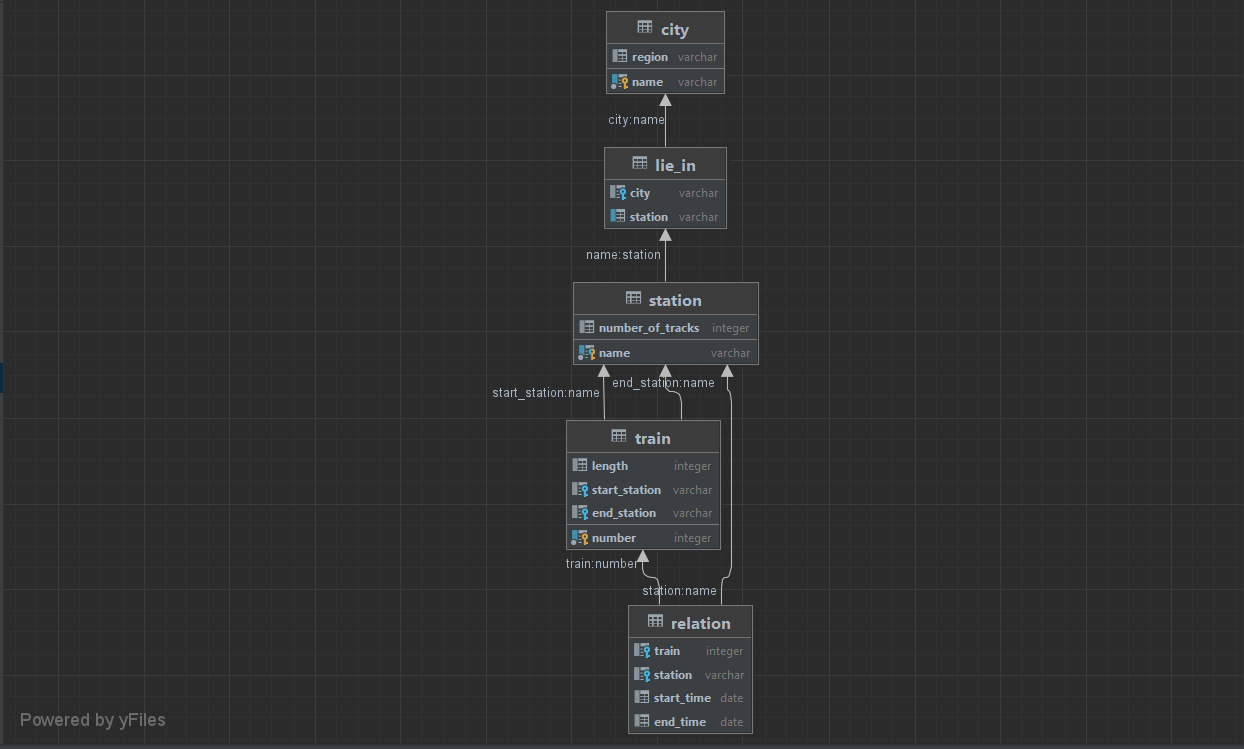 city
region varchar
name varchar
city:name
lie_in
city varchar
station varchar
name:station
station
number_of_tracks integer
name varchar
end_station:name
start_station:name
train
length integer
start_station varchar
end_station varchar
number integer
train:number
station:name
relation
train integer
station varchar
start_time date
end_time date
Powered by yFiles